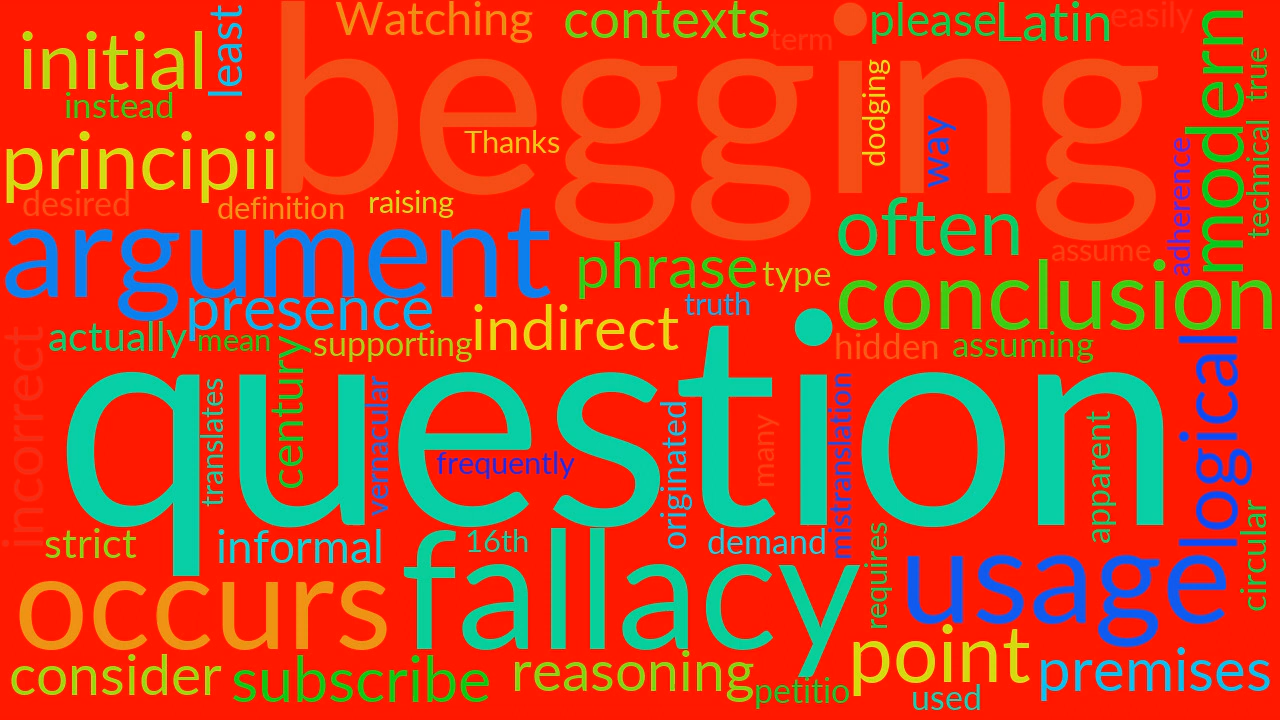 Watching
contexts
please
Latin
easily
term
initial
least
begging
modern
true
instead
dodging
way
technical
Thanks
principii
adherence
desired
definition
raising
often
argument
assume
phrase
type
conclusion
presence
truth
indirect
actually
mean
supporting
hidden
assuming
incorrect
century
question
logical
translates
vernacular
frequently
originated
many
mistranslation
apparent
strict
informal
16th
demand
requires
circular
occurs
fallacy
usage
consider
subscribe
reasoning
petitio
point
used
premises